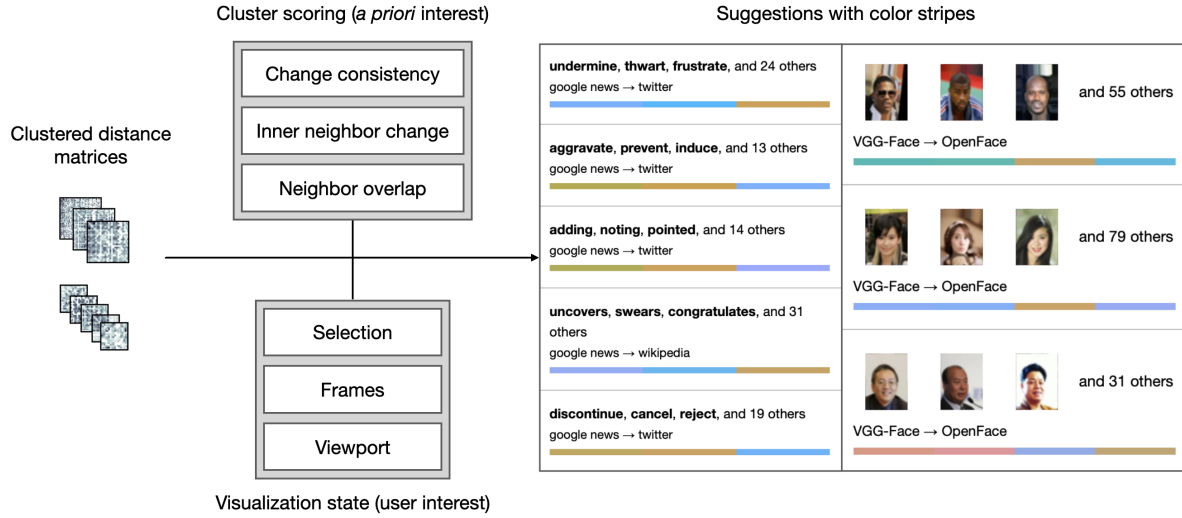 Cluster scoring (a priori interest)
Suggestions with color stripes
Change consistency
Inner neighbor change
Neighbor overlap
Clustered distance
matrices
Selection
Frames
Viewport
Visualization state (user interest)
undermine, thwart, frustrate, and 24 others
google news → twitter
aggravate, prevent, induce, and 13 others
google news → twitter
adding, noting, pointed, and 14 others
google news → twitter
uncovers, swears, congratulates, and 31
others
google news → wikipedia
discontinue, cancel, reject, and 19 others
google news → twitter
and 55 others
VGG-Face → OpenFace
and 79 others
VGG-Face → OpenFace
and 31 others
VGG-Face → OpenFace